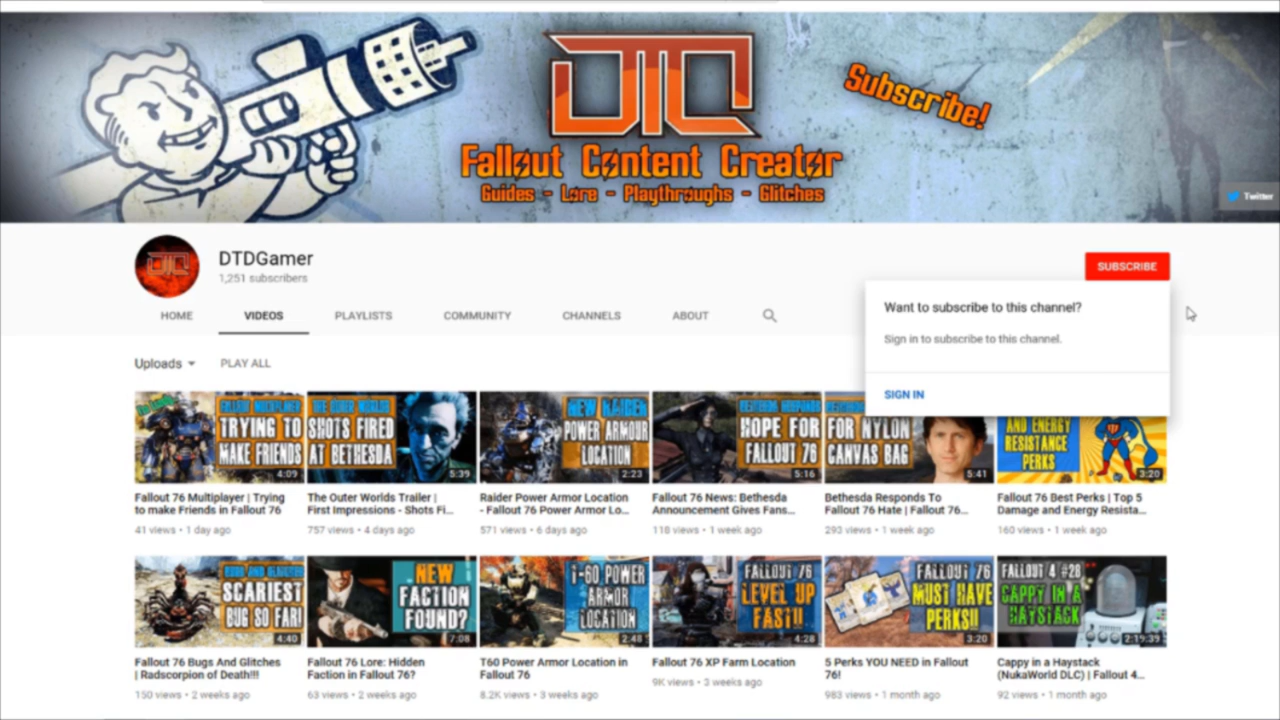 DTD
Subscribe!
Fallout Content Creator
Guides - Lore - Playthroughs - Glitches
Twitter
DTDGamer
1,251 subscribers
SUBSCRIBE
HOME VIDEOS PLAYLISTS COMMUNITY CHANNELS ABOUT
Want to subscribe to this channel?
Sign in to subscribe to this channel.
SIGN IN
Uploads PLAY ALL
FALLOUT MULTIPLAYER
TRYING TO
MAKE FRIENDS
4:09
THE OUTER WORLDS
SHOTS FIRED
AT BETHESDA
5:39
NEW RAIDER
POWER ARMOUR
LOCATION
2:23
BETHESDA RESPONDS
HOPE FOR
FALLOUT 76
5:16
FOR NYLON
CANVAS BAG
5:41
AND ENERGY
RESISTANCE
PERKS
3:20
Fallout 76 Multiplayer | Trying
to make Friends in Fallout 76
41 views • 1 day ago
The Outer Worlds Trailer |
First Impressions - Shots Fi...
757 views • 4 days ago
Raider Power Armor Location
- Fallout 76 Power Armor Lo...
571 views • 6 days ago
Fallout 76 News: Bethesda
Announcement Gives Fans...
118 views • 1 week ago
Bethesda Responds To
Fallout 76 Hate | Fallout 76...
293 views • 1 week ago
Fallout 76 Best Perks | Top 5
Damage and Energy Resista...
160 views • 1 week ago
BUGS AND GLITCHES
SCARIEST
BUG SO FAR!
4:40
NEW
FACTION
FOUND?
7:08
T-60 POWER
ARMOR
LOCATION
2:48
FALLOUT 76
LEVEL UP
FAST!!
4:28
FALLOUT 76
MUST HAVE
PERKS!!
3:20
FALLOUT 4 #28
CAPPY IN A
HAYSTACK
2:19:39
Fallout 76 Bugs And Glitches
| Radscorpion of Death!!!
150 views • 2 weeks ago
Fallout 76 Lore: Hidden
Faction in Fallout 76?
63 views • 2 weeks ago
T60 Power Armor Location in
Fallout 76
8.2K views • 3 weeks ago
Fallout 76 XP Farm Location
9K views • 3 weeks ago
5 Perks YOU NEED in Fallout
76!
983 views • 1 month ago
Cappy in a Haystack
(NukaWorld DLC) | Fallout 4...
92 views • 1 month ago